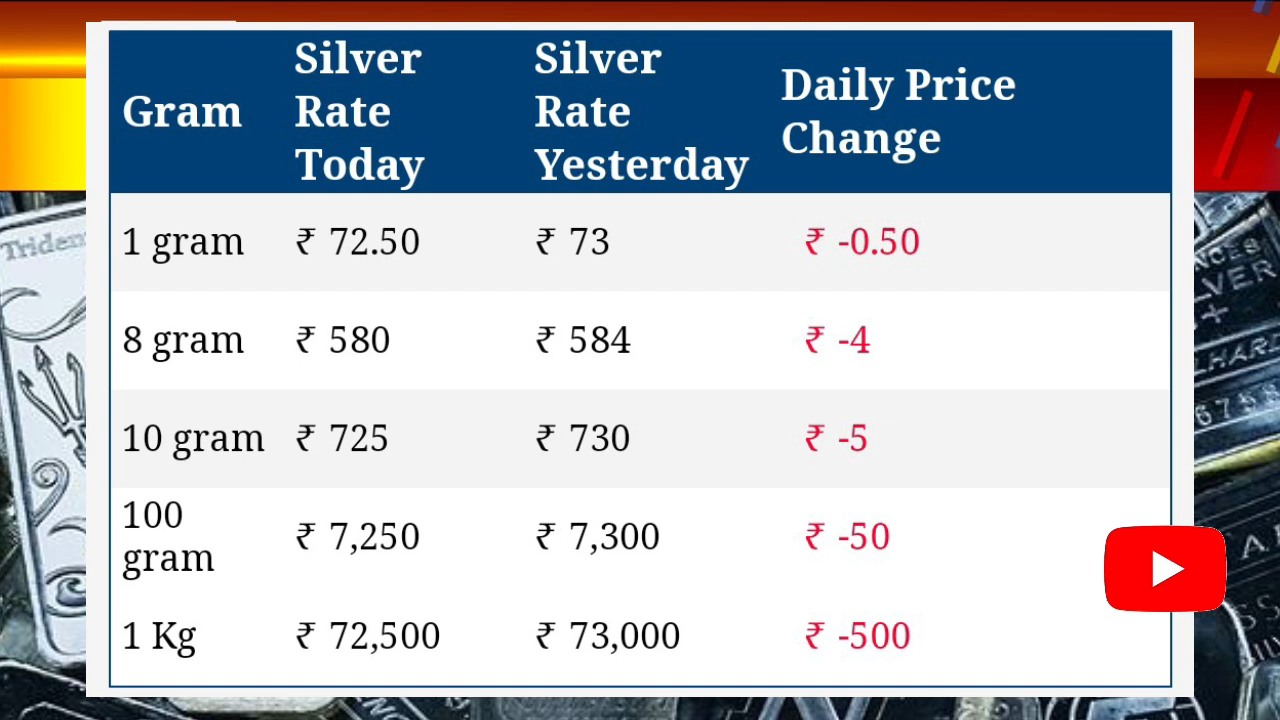 Gram
Silver
Rate
Today
Silver
Rate
Yesterday
Daily Price
Change
1 gram ₹ 72.50 ₹ 73 ₹ -0.50
8 gram ₹ 580 ₹ 584 ₹ -4
10 gram ₹ 725 ₹ 730 ₹ -5
100
gram ₹ 7,250 ₹ 7,300 ₹ -50
1 Kg ₹ 72,500 ₹ 73,000 ₹ -500